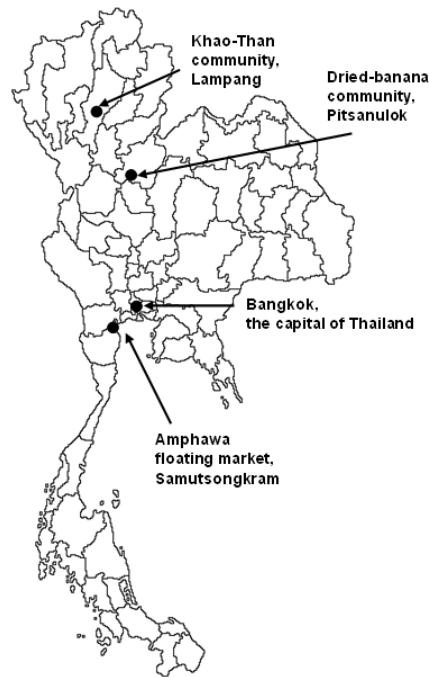 Khao-Than
community,
Lampang
Dried-banana
community,
Pitsanulok
Bangkok,
the capital of Thailand
Amphawa
floating market,
Samutsongkram